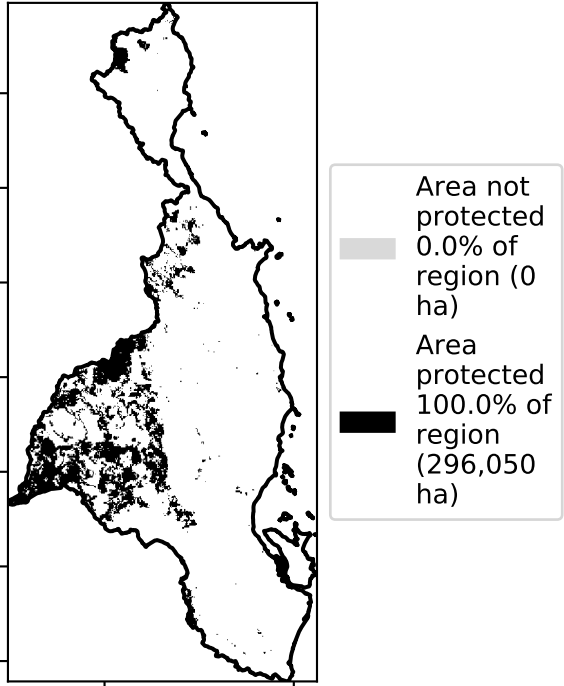 Area not
protected
0.0% of
region (0
ha)
Area
protected
100.0% of
region
(296,050
ha)